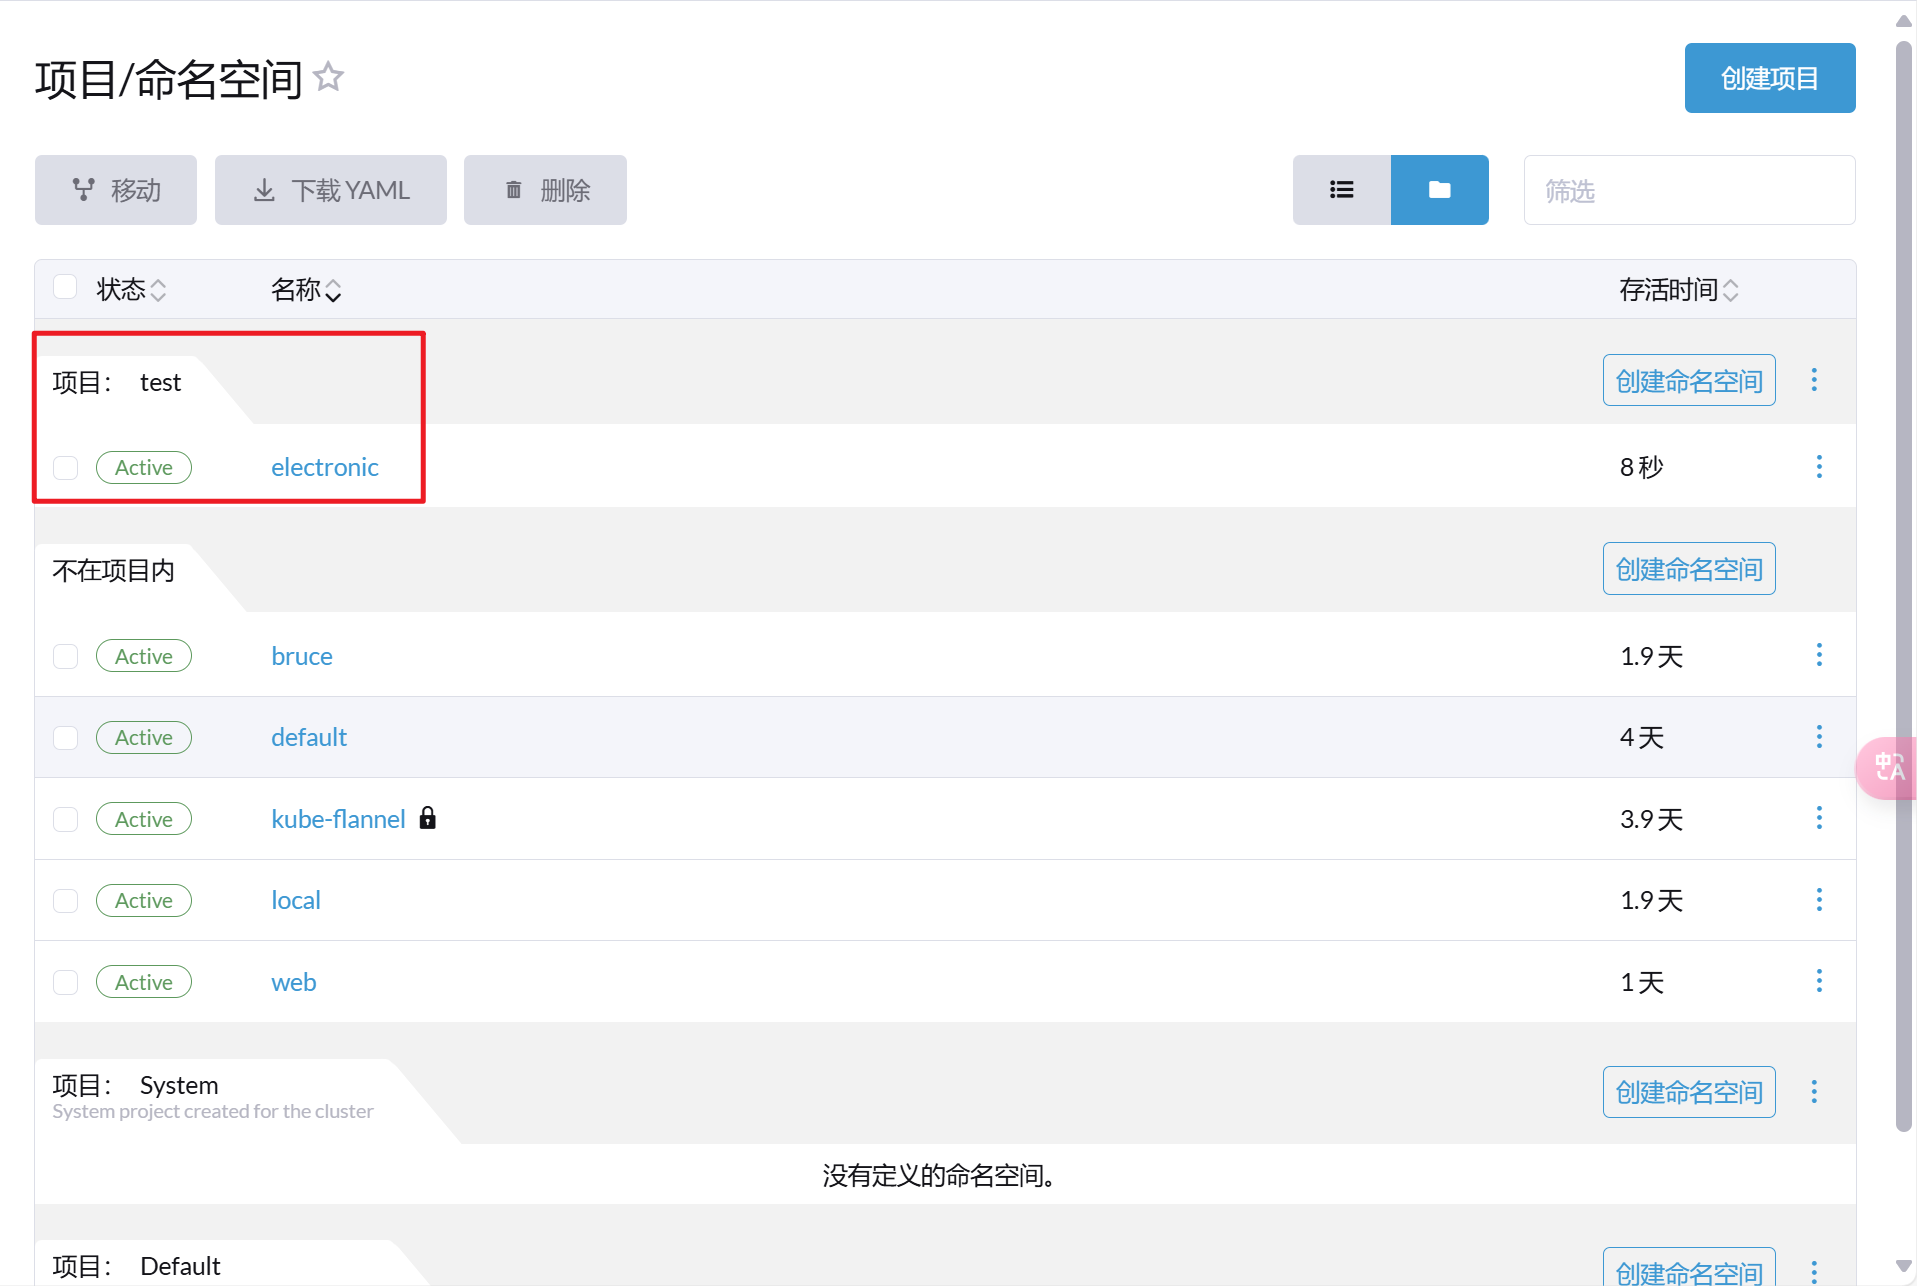 项目/命名空间
创建项目
移动
下载 YAML
删除
筛选
状态
名称
存活时间
项目： test
创建命名空间
Active
electronic
8 秒
不在项目内
创建命名空间
Active
bruce
1.9 天
Active
default
4 天
Active
kube-flannel
3.9 天
Active
local
1.9 天
Active
web
1 天
项目： System
System project created for the cluster
创建命名空间
没有定义的命名空间。
项目： Default
创建命名空间
中A